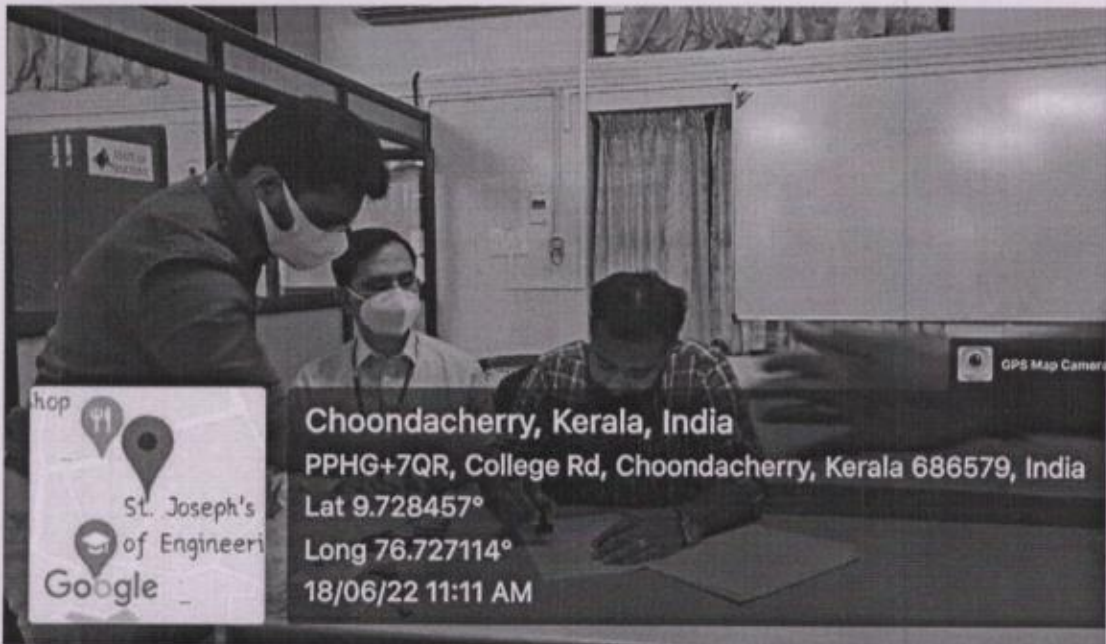 GPS Map Camera
hop
St. Joseph's
of Engineeri
Google
Choondacherry, Kerala, India
PPHG+7QR, College Rd, Choondacherry, Kerala 686579, India
Lat 9.728457°
Long 76.727114°
18/06/22 11:11 AM